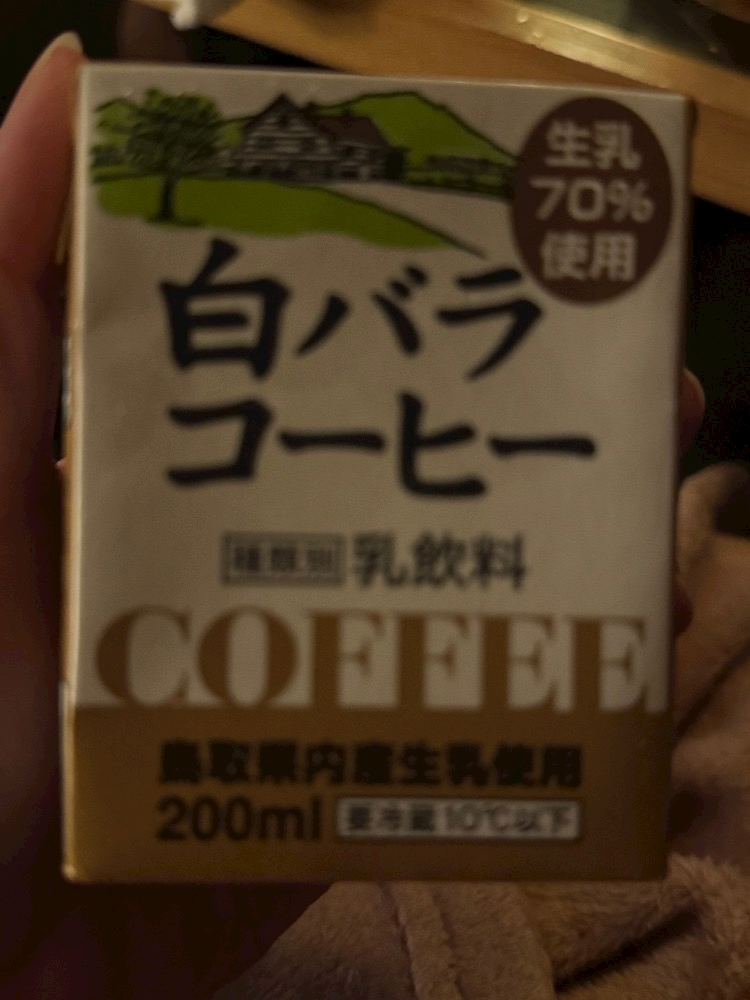 生乳
70%
使用
白バラ
コーヒー
種類別 乳飲料
COFFEE
鳥取県内産生乳使用
200ml 要冷蔵10℃以下